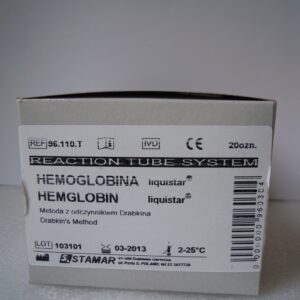 REF 96.110.T IVD CE 20ozn.
REACTION TUBE SYSTEM
HEMOGLOBINA liquistar®
HEMGLOBIN liquistar®
Metoda z odczynnikiem Drabkina
Drabkin's Method
LOT 103101 03-2013 2-25°C
STAMAR